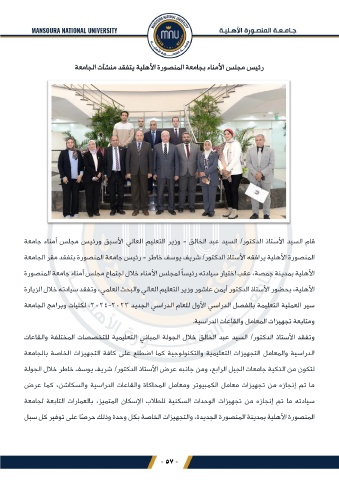 MANSOURA NATIONAL UNIVERSITY
جـامـعـة المنصـورة الأهلـيـة
MNU
رئيس مجلس الأمناء بجامعة المنصورة الأهلية يتفقد منشآت الجامعة
قام السيد الأستاذ الدكتور/ السيد عبد الخالق - وزير التعليم العالي الأسبق ورئيس مجلس أمناء جامعة
المنصورة الأهلية يرافقه الأستاذ الدكتور/ شريف يوسف خاطر - رئيس جامعة المنصورة بتفقد مقر الجامعة
الأهلية بمدينة جمصة، عقب اختيار سيادته رئيساً لمجلس الأمناء خلال اجتماع مجلس أمناء جامعة المنصورة
الأهلية، بحضور الأستاذ الدكتور أيمن عاشور وزير التعليم العالي والبحث العلمي، وتفقد سيادته خلال الزيارة
سير العملية التعليمة بالفصل الدراسي الأول للعام الدراسي الجديد ٢٠٢٣-٢٠٢٤، لكليات وبرامج الجامعة
ومتابعة تجهيزات المعامل والقاعات الدراسية.
وتفقد الأستاذ الدكتور/ السيد عبد الخالق خلال الجولة المباني التعليمية للتخصصات المختلفة والقاعات
الدراسية والمعامل التجهيزات التعليمية والتكنولوجية كما اضطلع على كافة التجهيزات الخاصة بالجامعة
لتكون من الذكية جامعات الجيل الرابع، ومن جانبه عرض الأستاذ الدكتور/ شريف يوسف خاطر خلال الجولة
ما تم إنجازه من تجهيزات معامل الكمبيوتر ومعامل المحاكاة والقاعات الدراسية والسكاشن، كما عرض
سيادته ما تم إنجازه من تجهيزات الوحدات السكنية للطلاب الإسكان المتميز، بالعمارات التابعة لجامعة
المنصورة الأهلية بمدينة المنصورة الجديدة، والتجهيزات الخاصة بكل وحدة وذلك حرصًا على توفير كل سبل
- ٥٧ -